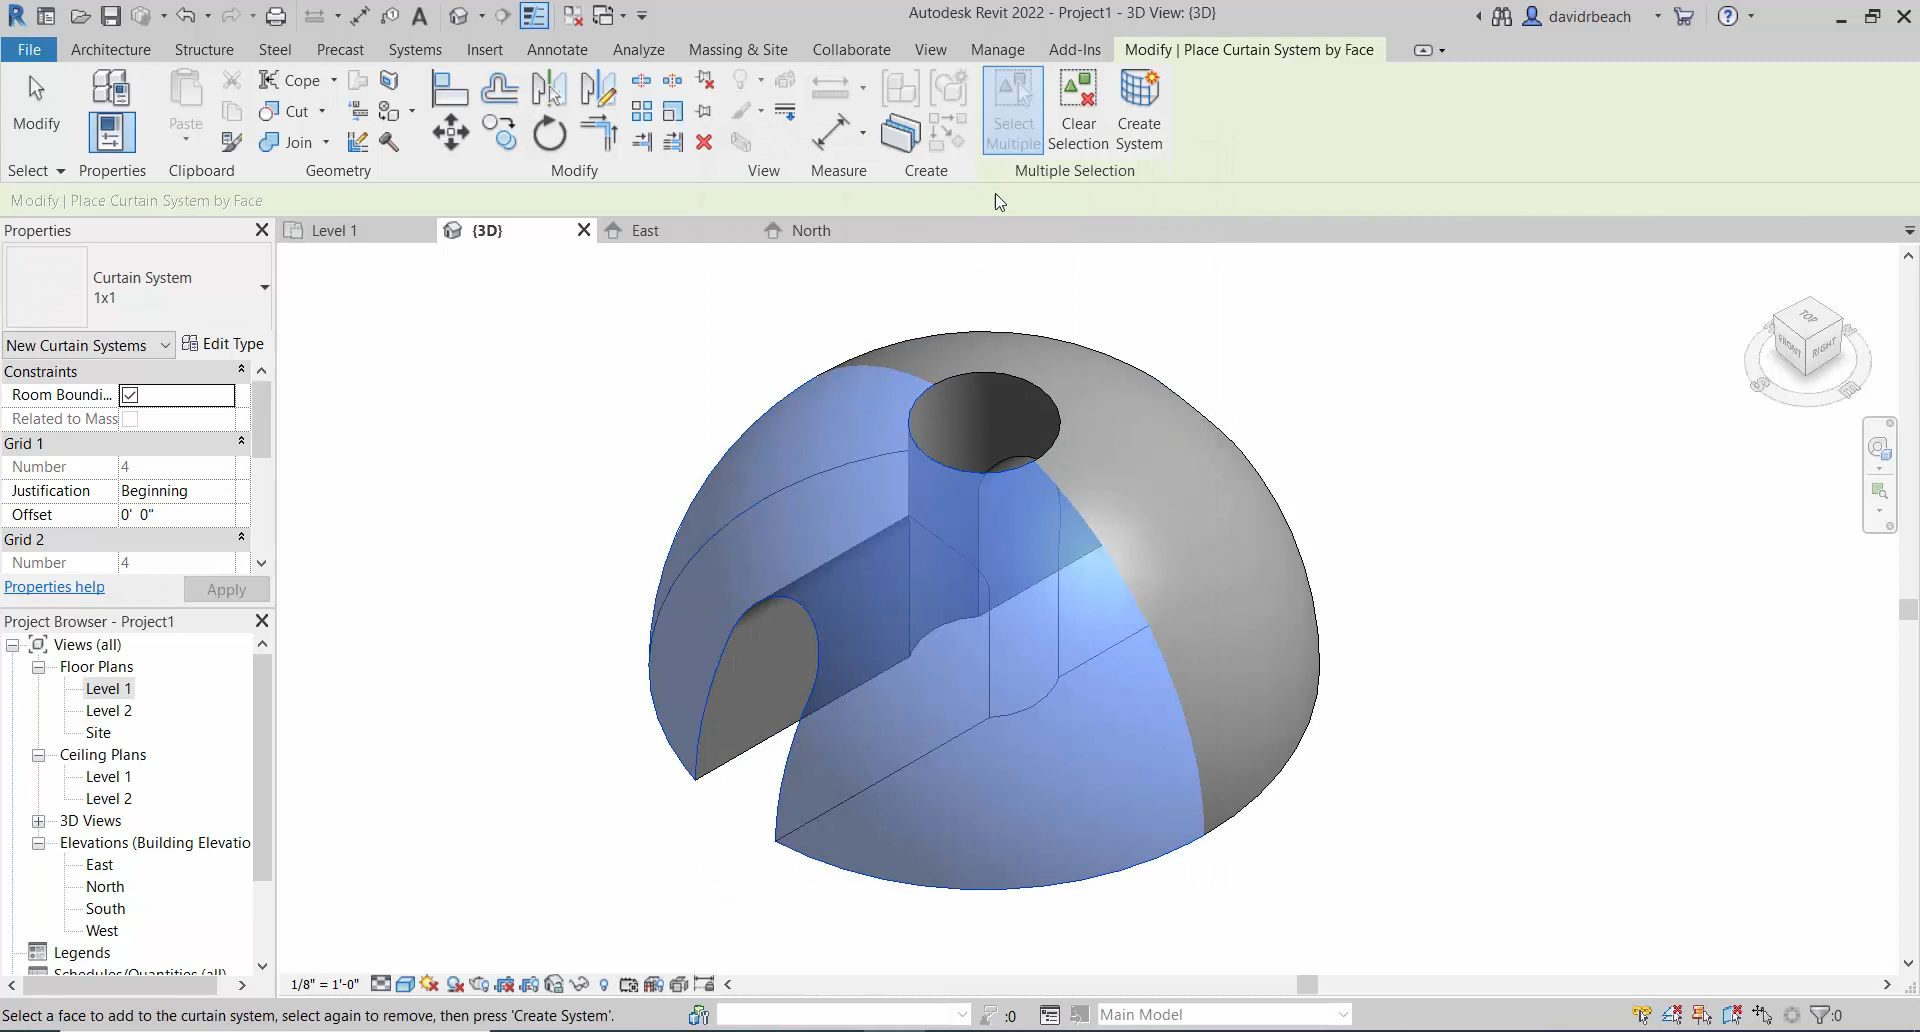 Autodesk Revit 2022 - Project1 - 3D View: {3D}
davidrbeach
File
Architecture
Structure
Steel
Precast
Systems
Insert
Annotate
Analyze
Massing & Site
Collaborate
View
Manage
Add-Ins
Modify | Place Curtain System by Face
Modify
Paste
Cope
Cut
Join
Select Multiple
Clear Selection
Create System
Select
Properties
Clipboard
Geometry
Modify
View
Measure
Create
Multiple Selection
Modify | Place Curtain System by Face
Properties
Level 1
{3D}
East
North
Curtain System
1x1
New Curtain Systems
Edit Type
Constraints
Room Boundi...
Related to Mass
Grid 1
Number 4
Justification Beginning
Offset 0' 0"
Grid 2
Number 4
Properties help
Apply
TOP
FRONT
RIGHT
S
E
Project Browser - Project1
Views (all)
Floor Plans
Level 1
Level 2
Site
Ceiling Plans
Level 1
Level 2
3D Views
Elevations (Building Elevatio
East
North
South
West
Legends
Schedules/Quantities (all)
1/8" = 1'-0"
Select a face to add to the curtain system, select again to remove, then press 'Create System'.
:0
Main Model
:0